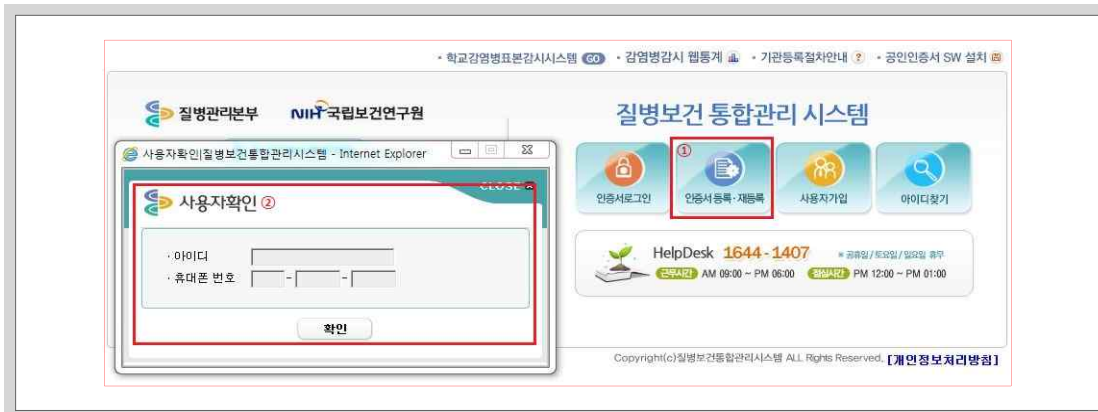 · 학교감염병표본감시시스템 GO · 감염병감시 웹통계 · 기관등록절차안내 ? · 공인인증서 SW 설치
질병관리본부 NIH 국립보건연구원
질병보건 통합관리 시스템
사용자확인|질병보건통합관리시스템 - Internet Explorer
CLOSE
사용자확인 ②
· 아이디
· 휴대폰 번호 - -
확인
①
인증서로그인 인증서 등록·재등록 사용자가입 아이디찾기
HelpDesk 1644-1407 * 공휴일/토요일/일요일 휴무
근무시간 AM 09:00 ~ PM 06:00 점심시간 PM 12:00 ~ PM 01:00
Copyright(c)질병보건통합관리시스템 ALL Rights Reserved. [개인정보처리방침]